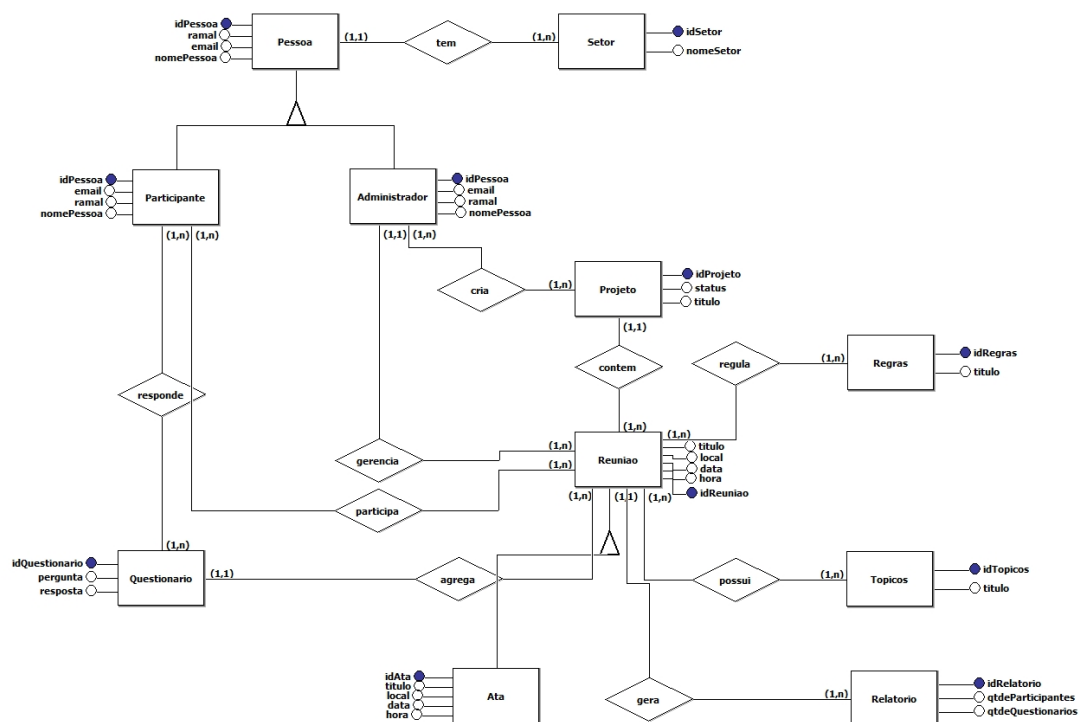 idPessoa
ramal
email
nomePessoa
Pessoa
(1,1)
tem
(1,n)
Setor
idSetor
nomeSetor
idPessoa
email
ramal
nomePessoa
Participante
Administrador
idPessoa
email
ramal
nomePessoa
(1,n) (1,n)
(1,1) (1,n)
cria
(1,n)
Projeto
idProjeto
status
titulo
(1,1)
contem
regula
(1,n)
Regras
idRegras
titulo
responde
(1,n)
(1,n)
gerencia
(1,n)
Reuniao
titulo
local
data
hora
idReuniao
(1,n)
participa
(1,n)
(1,1)
(1,n)
(1,n)
idQuestionario
pergunta
resposta
Questionario
(1,1)
agrega
possui
(1,n)
Topicos
idTopicos
titulo
idAta
titulo
local
data
hora
Ata
gera
(1,n)
Relatorio
idRelatorio
qtdeParticipantes
qtdeQuestionarios